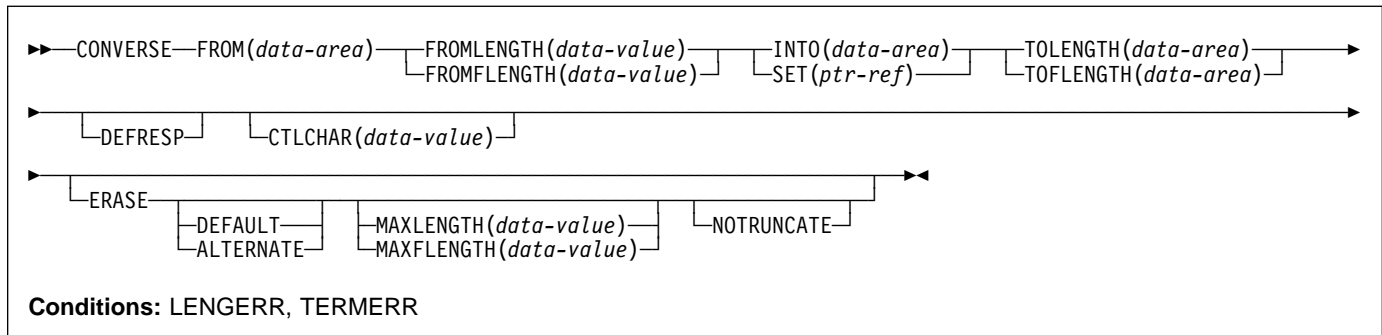 CONVERSE FROM(data-area) FROMLENGTH(data-value) INTO(data-area) TOLENGTH(data-area)
FROMFLENGTH(data-value) SET(ptr-ref) TOFLENGTH(data-area)
DEFRESP CTLCHAR(data-value)
ERASE
DEFAULT MAXLENGTH(data-value) NOTRUNCATE
ALTERNATE MAXFLENGTH(data-value)
Conditions: LENGERR, TERMERR